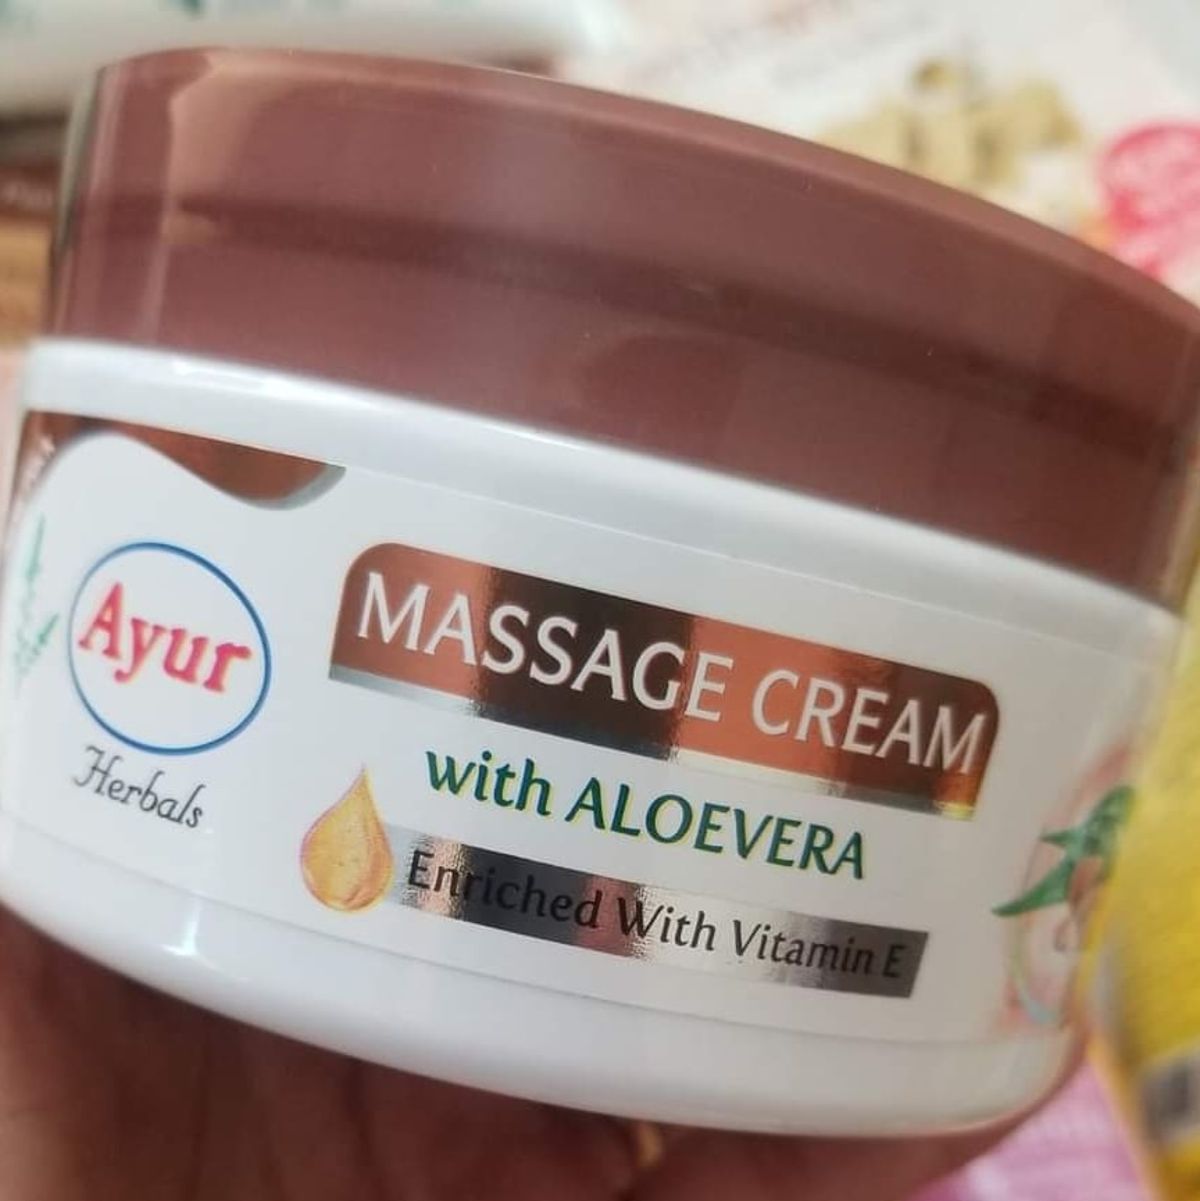 Ayur
Herbals
MASSAGE CREAM
with ALOEVERA
Enriched With Vitamin E